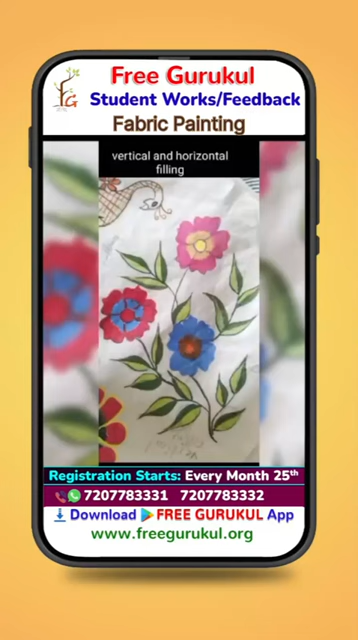 Free Gurukul
Student Works/Feedback
Fabric Painting
vertical and horizontal
filling
Registration Starts: Every Month 25th
7207783331 7207783332
Download FREE GURUKUL App
www.freegurukul.org